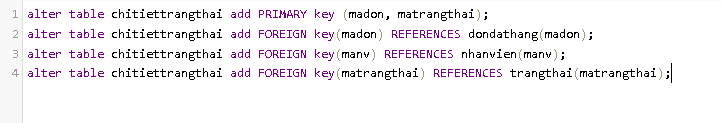 1 alter table chitiettrangthai add PRIMARY key (madon, matrangthai);
2 alter table chitiettrangthai add FOREIGN key(madon) REFERENCES dondathang(madon);
3 alter table chitiettrangthai add FOREIGN key(manv) REFERENCES nhanvien(manv);
4 alter table chitiettrangthai add FOREIGN key(matrangthai) REFERENCES trangthai(matrangthai);